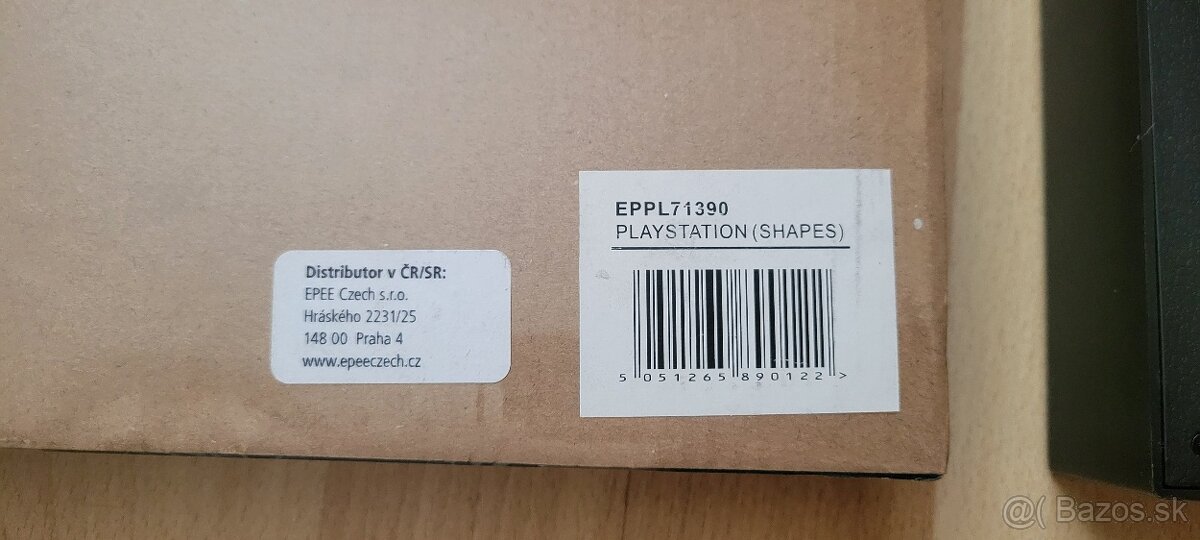 Distributor v ČR/SR:
EPEE Czech s.r.o.
Hráského 2231/25
148 00 Praha 4
www.epeeczech.cz
EPPL71390
PLAYSTATION (SHAPES)
5 051265 890122 >
@( Bazos.sk